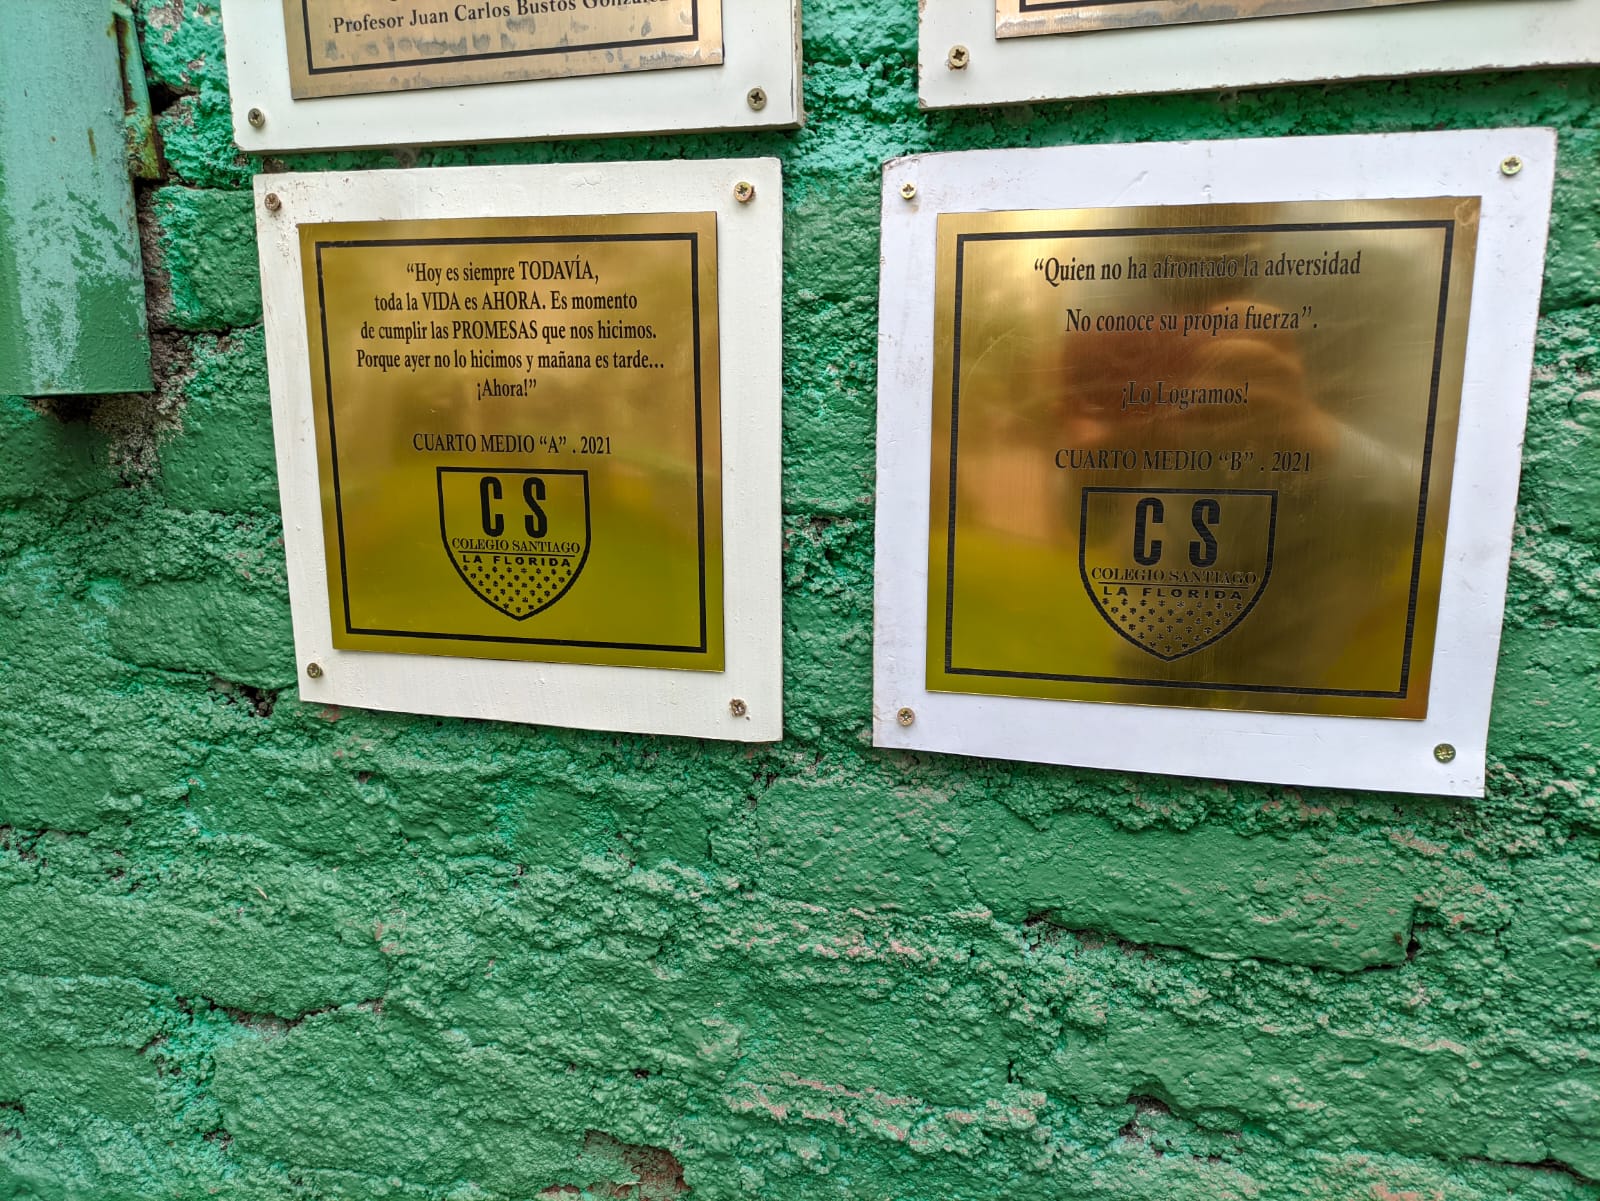 Profesor Juan Carlos Bustos
“Hoy es siempre TODAVÍA,
toda la VIDA es AHORA. Es momento
de cumplir las PROMESAS que nos hicimos.
Porque ayer no lo hicimos y mañana es tarde...
¡Ahora!”
CUARTO MEDIO “A” . 2021
C S
COLEGIO SANTIAGO
LA FLORIDA
“Quien no ha afrontado la adversidad
No conoce su propia fuerza”.
¡Lo Logramos!
CUARTO MEDIO “B” . 2021
C S
COLEGIO SANTIAGO
LA FLORIDA